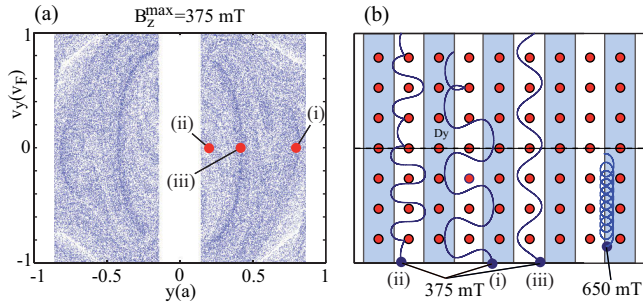 (a)
B_z^max=375 mT
(b)
v_y(v_F)
1
0
-1
-1
-0.5
0
0.5
1
y(a)
(ii)
(iii)
(i)
Dy
(ii)
(i)
(iii)
375 mT
650 mT